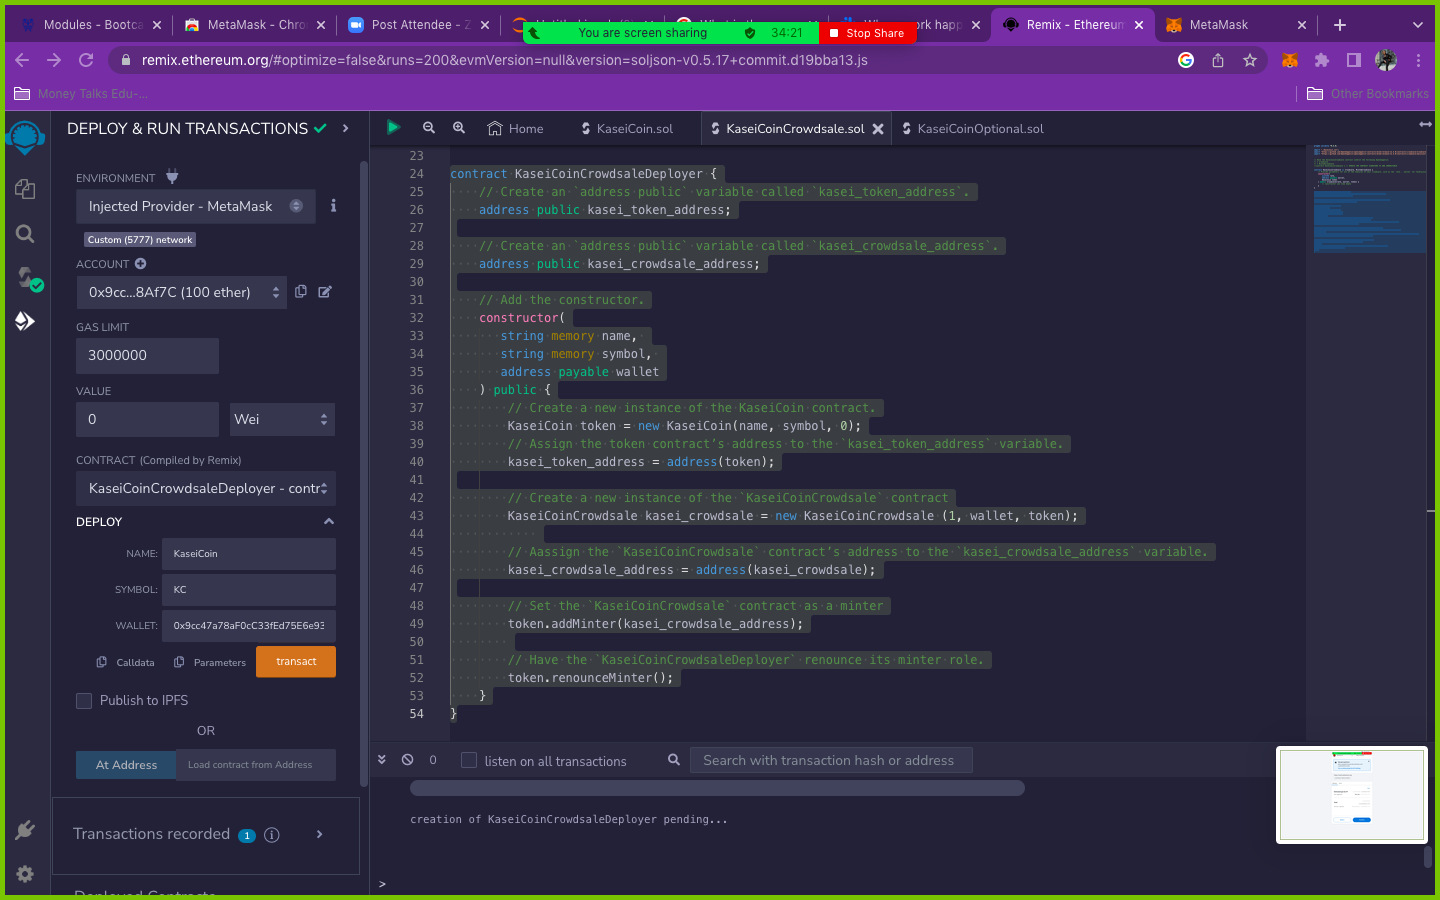 Modules - Bootca
MetaMask - Chro
Post Attendee - Z
Remix - Ethereum
MetaMask
You are screen sharing
34:21
Stop Share
remix.ethereum.org/#optimize=false&runs=200&evmVersion=null&version=soljson-v0.5.17+commit.d19bba13.js
Money Talks Edu-...
Other Bookmarks
DEPLOY & RUN TRANSACTIONS
ENVIRONMENT
Injected Provider - MetaMask
Custom (5777) network
ACCOUNT
0x9cc...8Af7C (100 ether)
GAS LIMIT
3000000
VALUE
0
Wei
CONTRACT (Compiled by Remix)
KaseiCoinCrowdsaleDeployer - contr
DEPLOY
NAME:
KaseiCoin
SYMBOL:
KC
WALLET:
0x9cc47a78aF0cC33fEd75E6e93
Calldata
Parameters
transact
Publish to IPFS
OR
At Address
Load contract from Address
Transactions recorded 1
Deployed Contracts
Home
KaseiCoin.sol
KaseiCoinCrowdsale.sol
KaseiCoinOptional.sol
23
24 contract KaseiCoinCrowdsaleDeployer {
25 // Create an `address public` variable called `kasei_token_address`.
26 address public kasei_token_address;
27
28 // Create an `address public` variable called `kasei_crowdsale_address`.
29 address public kasei_crowdsale_address;
30
31 // Add the constructor.
32 constructor(
33 string memory name,
34 string memory symbol,
35 address payable wallet
36 ) public {
37 // Create a new instance of the KaseiCoin contract.
38 KaseiCoin token = new KaseiCoin(name, symbol, 0);
39 // Assign the token contract's address to the `kasei_token_address` variable.
40 kasei_token_address = address(token);
41
42 // Create a new instance of the `KaseiCoinCrowdsale` contract
43 KaseiCoinCrowdsale kasei_crowdsale = new KaseiCoinCrowdsale (1, wallet, token);
44
45 // Aassign the `KaseiCoinCrowdsale` contract's address to the `kasei_crowdsale_address` variable.
46 kasei_crowdsale_address = address(kasei_crowdsale);
47
48 // Set the `KaseiCoinCrowdsale` contract as a minter
49 token.addMinter(kasei_crowdsale_address);
50
51 // Have the `KaseiCoinCrowdsaleDeployer` renounce its minter role.
52 token.renounceMinter();
53 }
54 }
0
listen on all transactions
Search with transaction hash or address
creation of KaseiCoinCrowdsaleDeployer pending...
>